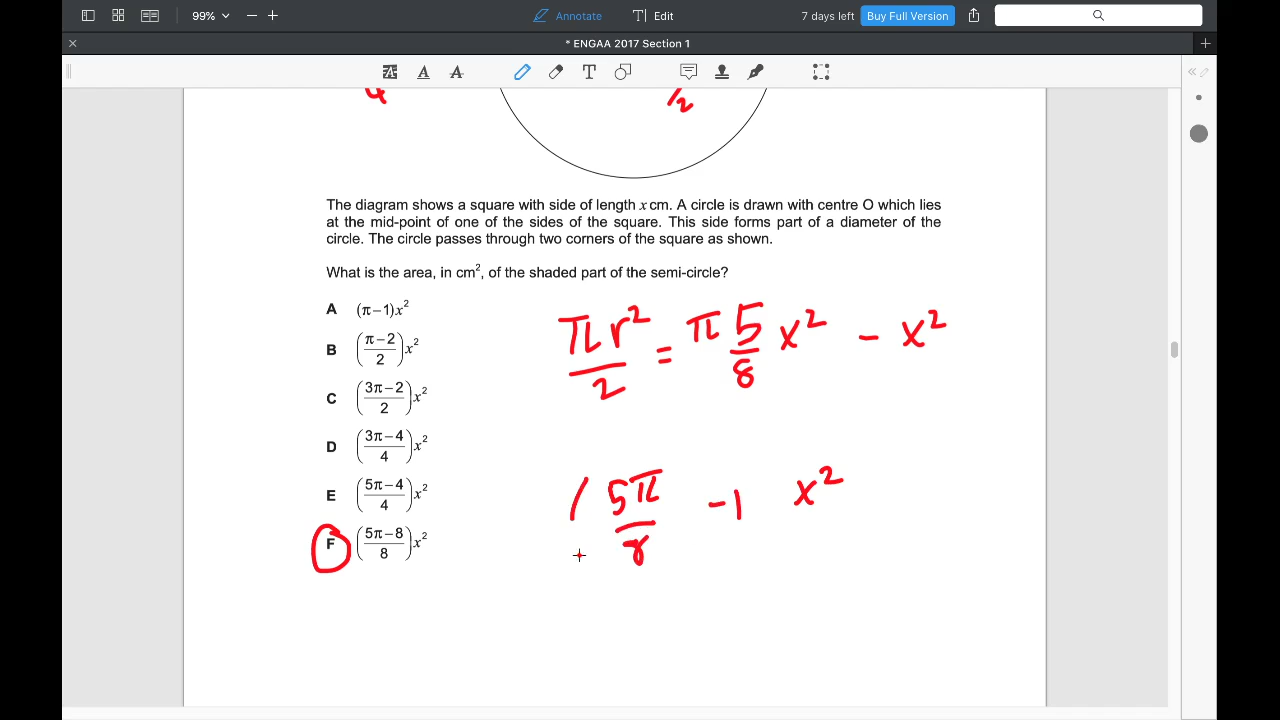 99% Annotate Edit 7 days left Buy Full Version
* ENGAA 2017 Section 1
4 /2
The diagram shows a square with side of length x cm. A circle is drawn with centre O which lies
at the mid-point of one of the sides of the square. This side forms part of a diameter of the
circle. The circle passes through two corners of the square as shown.
What is the area, in cm², of the shaded part of the semi-circle?
A (π−1)x²
B ((π−2)/2)x²
C ((3π−2)/2)x²
D ((3π−4)/4)x²
E ((5π−4)/4)x²
F ((5π−8)/8)x²
πr²/2 = π 5/8 x² − x²
( 5π/8 −1 x²